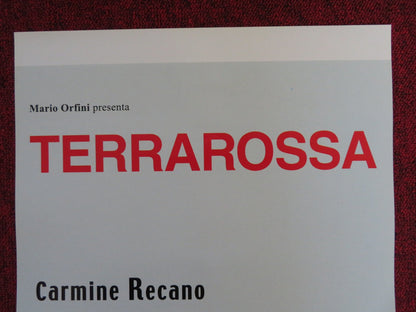 Mario Orfini presenta
TERRAROSSA
Carmine Recano